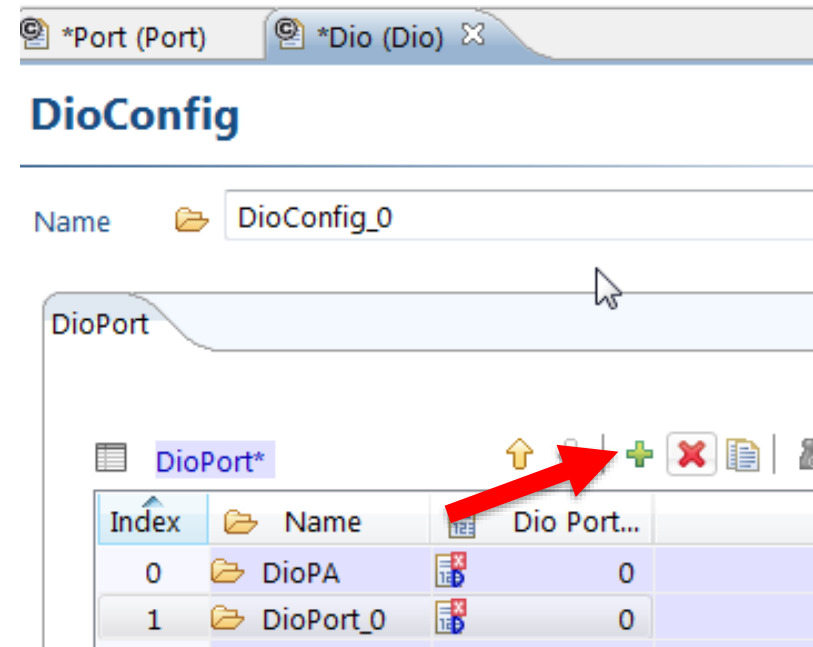 *Port (Port) *Dio (Dio)
DioConfig
Name DioConfig_0
DioPort
DioPort*
Index Name Dio Port...
0 DioPA 0
1 DioPort_0 0